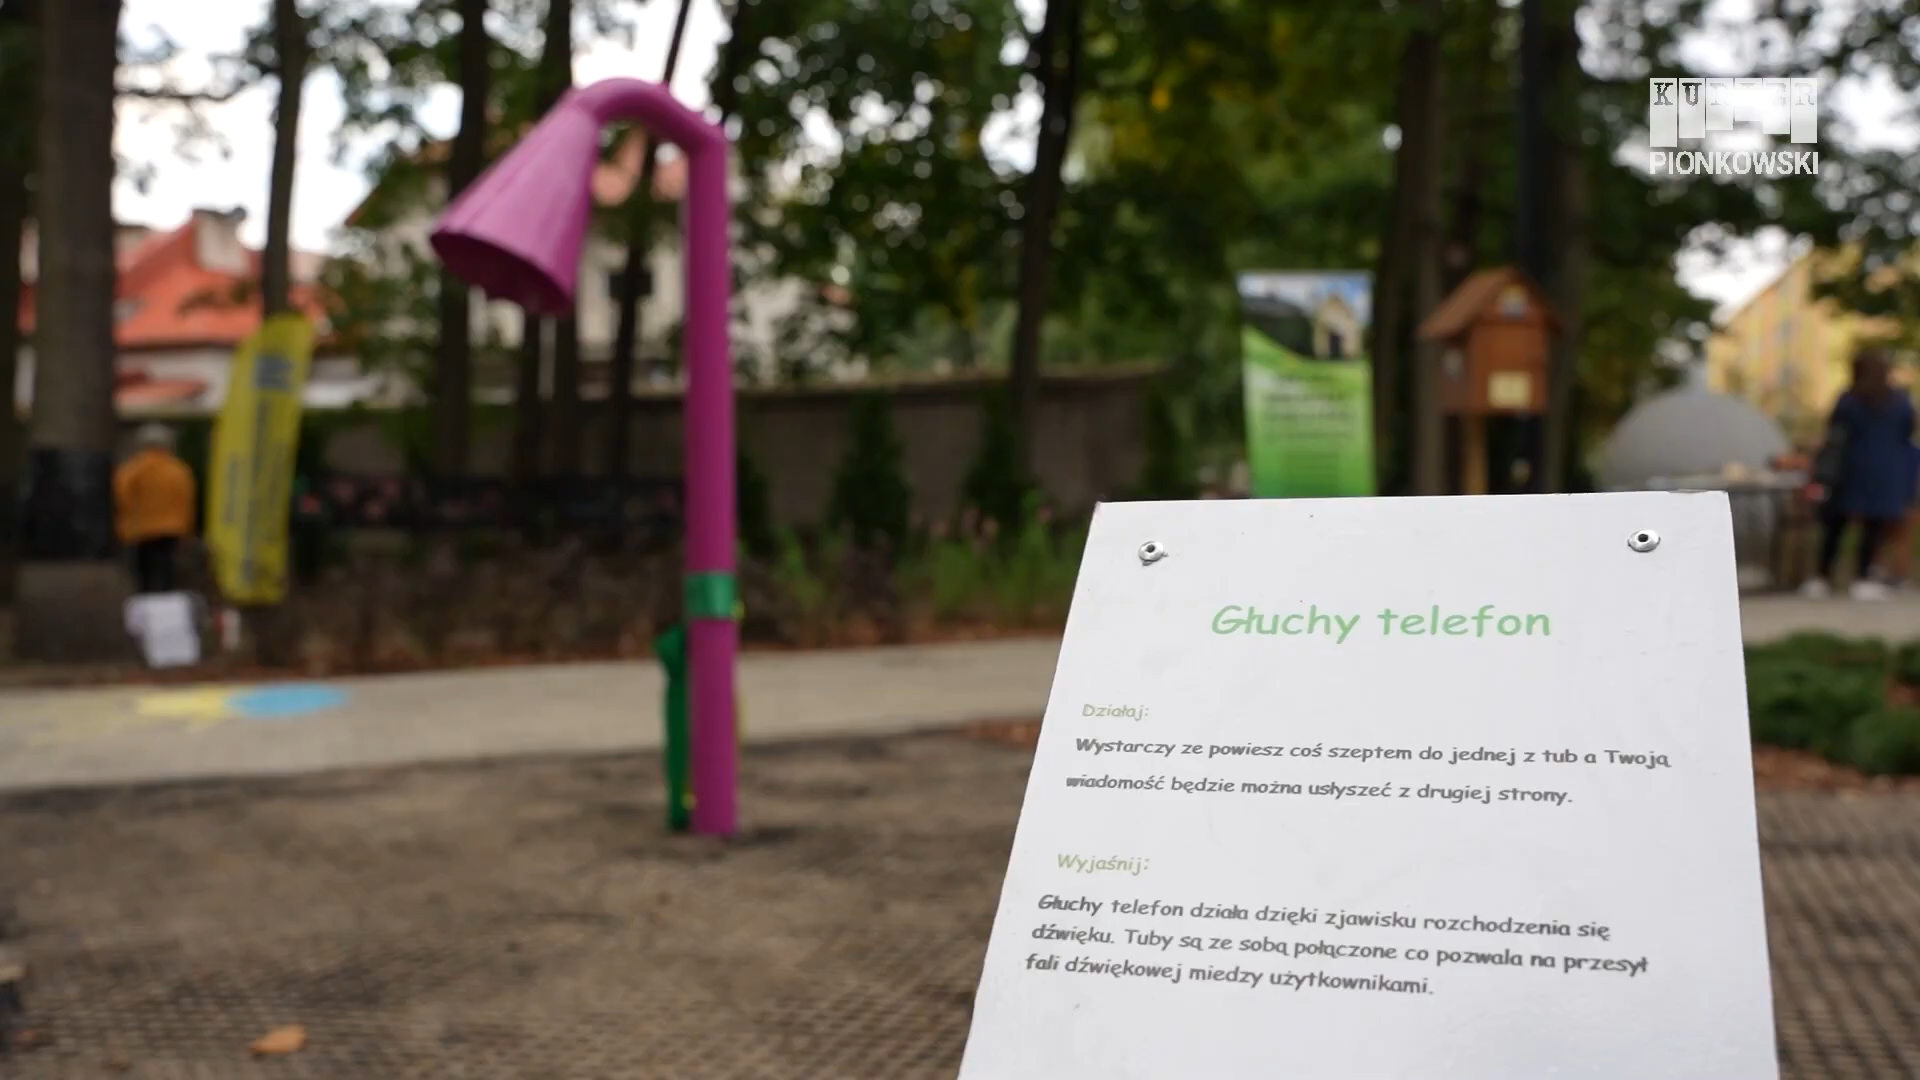 KURIER
PIONKOWSKI
Głuchy telefon
Działaj:
Wystarczy ze powiesz coś szeptem do jednej z tub a Twoją
wiadomość będzie można usłyszeć z drugiej strony.
Wyjaśnij:
Głuchy telefon działa dzięki zjawisku rozchodzenia się
dźwięku. Tuby są ze sobą połączone co pozwala na przesył
fali dźwiękowej miedzy użytkownikami.